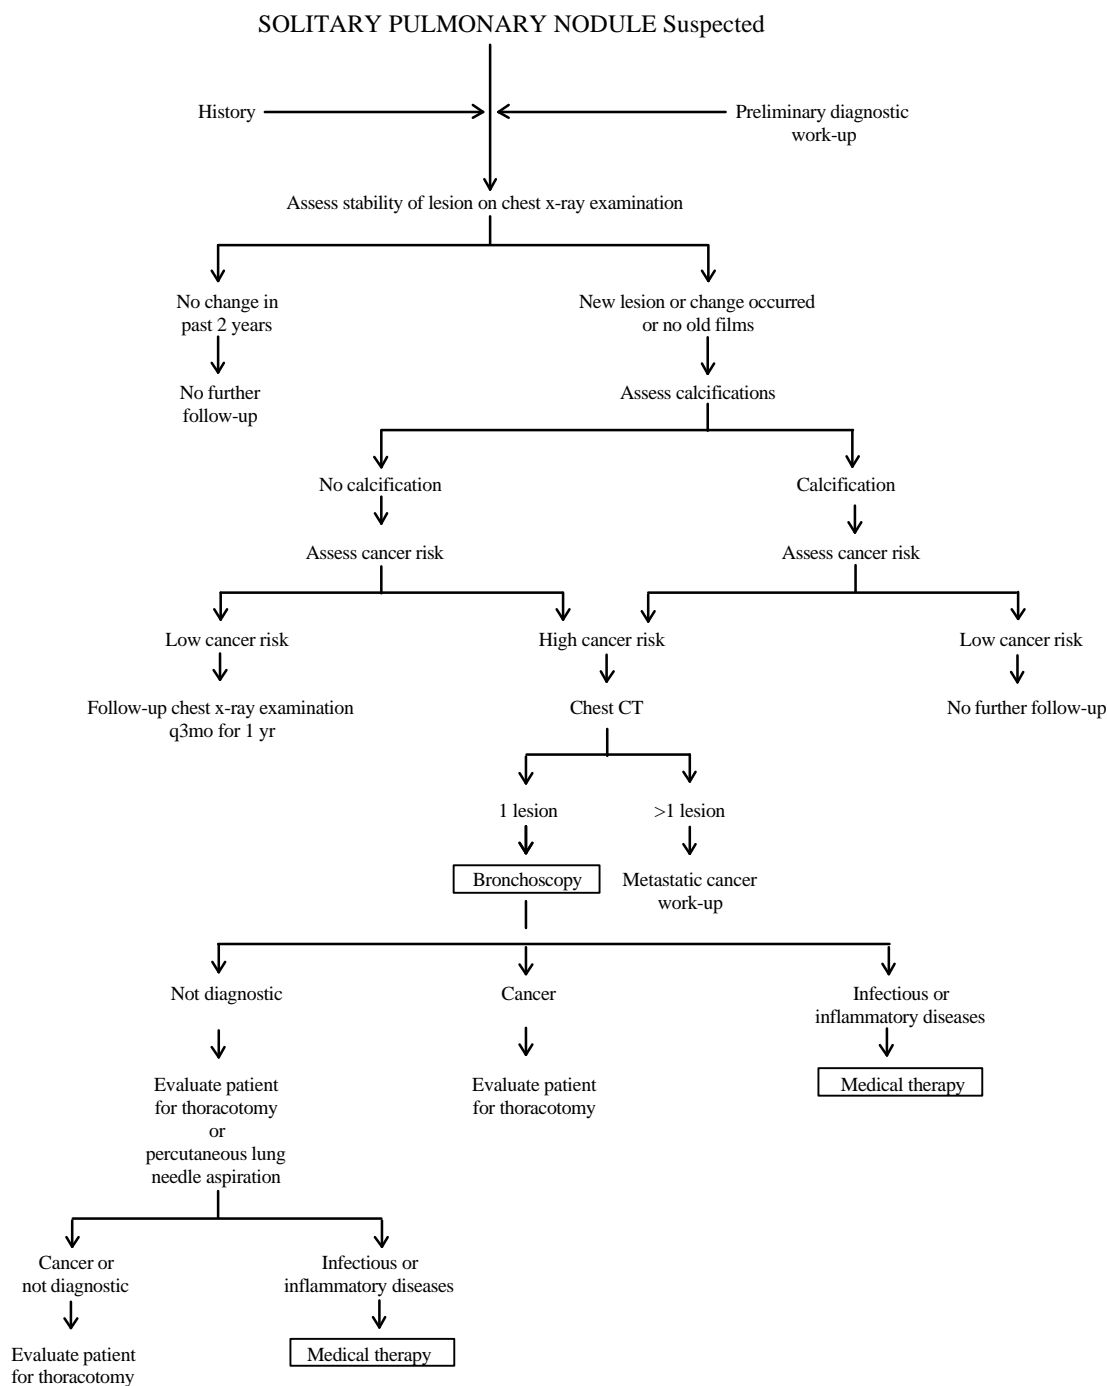 SOLITARY PULMONARY NODULE Suspected
History
Preliminary diagnostic
work-up
Assess stability of lesion on chest x-ray examination
No change in
past 2 years
New lesion or change occurred
or no old films
No further
follow-up
Assess calcifications
No calcification
Calcification
Assess cancer risk
Assess cancer risk
Low cancer risk
High cancer risk
Low cancer risk
Follow-up chest x-ray examination
q3mo for 1 yr
Chest CT
No further follow-up
1 lesion
>1 lesion
Bronchoscopy
Metastatic cancer
work-up
Not diagnostic
Cancer
Infectious or
inflammatory diseases
Evaluate patient
for thoracotomy
or
percutaneous lung
needle aspiration
Evaluate patient
for thoracotomy
Medical therapy
Cancer or
not diagnostic
Infectious or
inflammatory diseases
Evaluate patient
for thoracotomy
Medical therapy